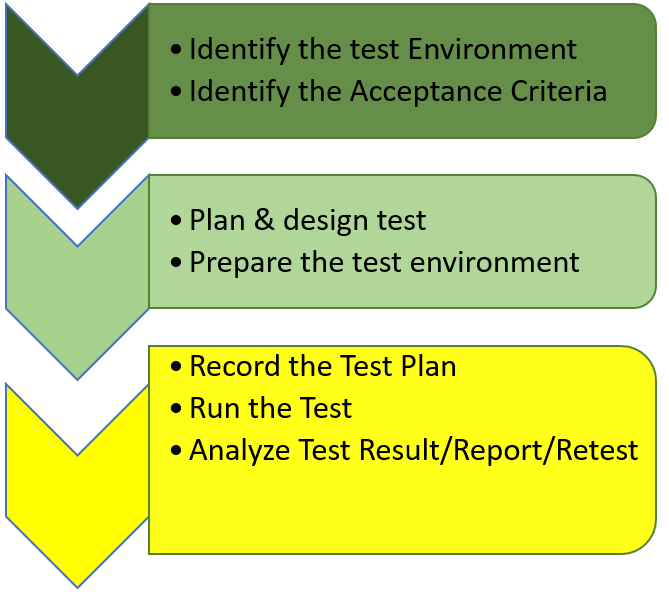 • Identify the test Environment
• Identify the Acceptance Criteria
• Plan & design test
• Prepare the test environment
• Record the Test Plan
• Run the Test
• Analyze Test Result/Report/Retest